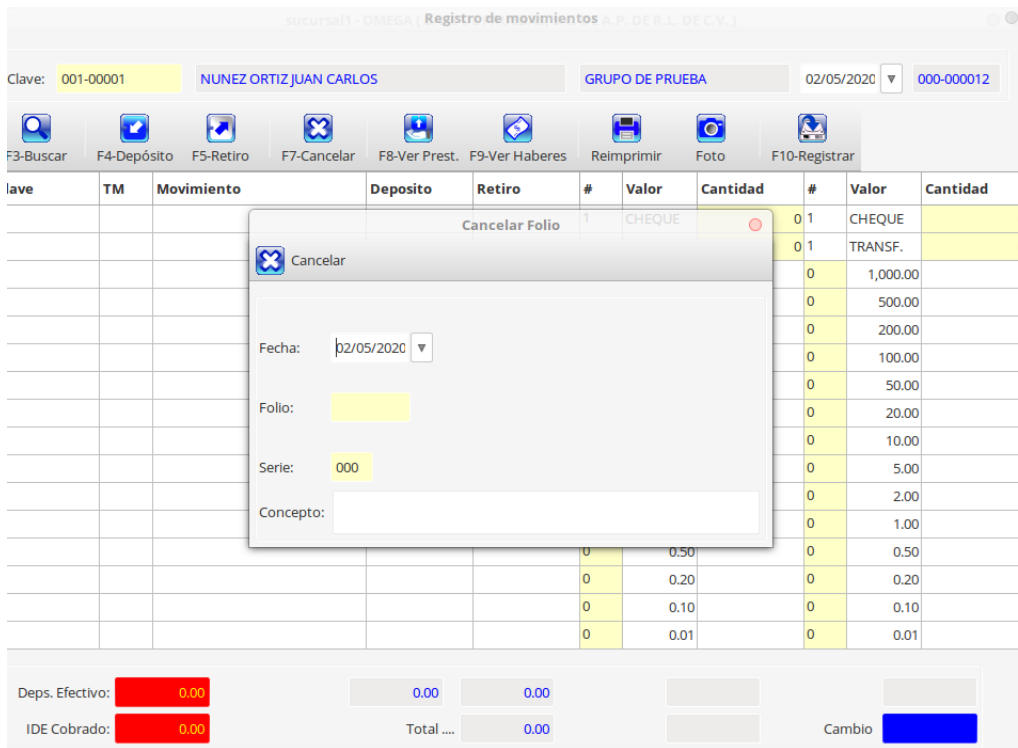 sucursal1 - OMEGA ( Registro de movimientos A.P. DE R.L. DE C.V. )
Clave: 001-00001 NUNEZ ORTIZ JUAN CARLOS GRUPO DE PRUEBA 02/05/2020 000-000012
F3-Buscar F4-Depósito F5-Retiro F7-Cancelar F8-Ver Prest. F9-Ver Haberes Reimprimir Foto F10-Registrar
lave TM Movimiento Deposito Retiro # Valor Cantidad # Valor Cantidad
1 CHEQUE 0 1 CHEQUE
0 1 TRANSF.
0 1,000.00
0 500.00
0 200.00
0 100.00
0 50.00
0 20.00
0 10.00
0 5.00
0 2.00
0 1.00
0 0.50 0 0.50
0 0.20 0 0.20
0 0.10 0 0.10
0 0.01 0 0.01
Cancelar Folio
Cancelar
Fecha: 02/05/2020
Folio:
Serie: 000
Concepto:
Deps. Efectivo: 0.00 0.00 0.00
IDE Cobrado: 0.00 Total .... 0.00 Cambio